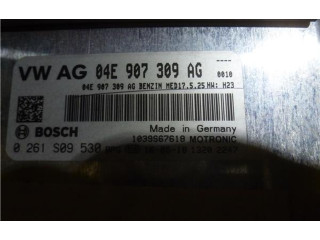 VW AG 04E 907 309 AG 0010
04E 907 309 AG BENZIN MED17.5.25 HW: H23
BOSCH
Made in Germany
1039S67618 MOTRONIC
0 261 S09 530